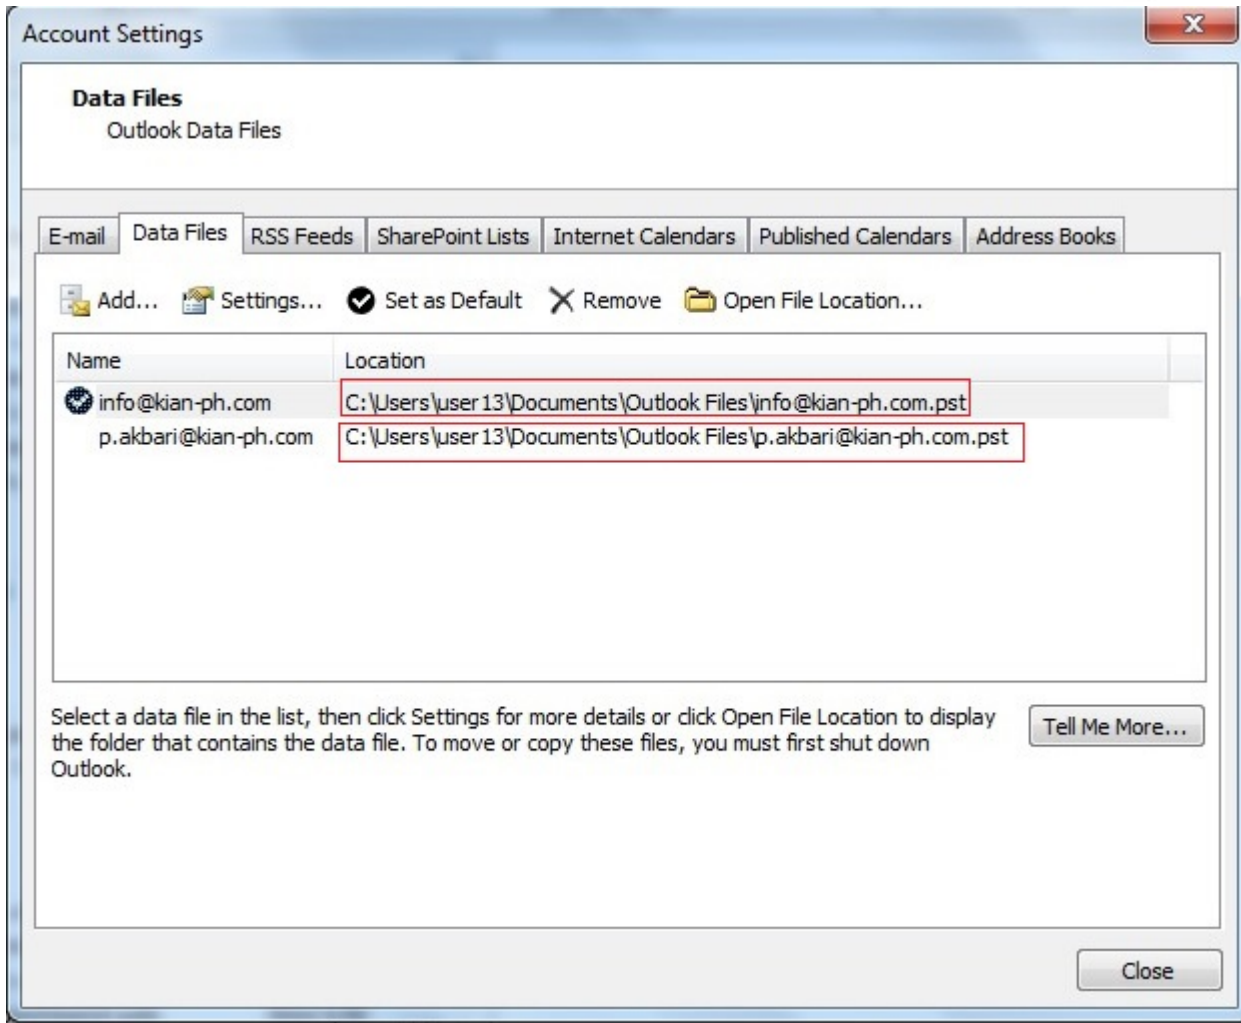 Account Settings
Data Files
Outlook Data Files
E-mail Data Files RSS Feeds SharePoint Lists Internet Calendars Published Calendars Address Books
Add... Settings... Set as Default Remove Open File Location...
Name Location
info@kian-ph.com C:\Users\user13\Documents\Outlook Files\info@kian-ph.com.pst
p.akbari@kian-ph.com C:\Users\user13\Documents\Outlook Files\p.akbari@kian-ph.com.pst
Select a data file in the list, then click Settings for more details or click Open File Location to display
the folder that contains the data file. To move or copy these files, you must first shut down
Outlook.
Tell Me More...
Close